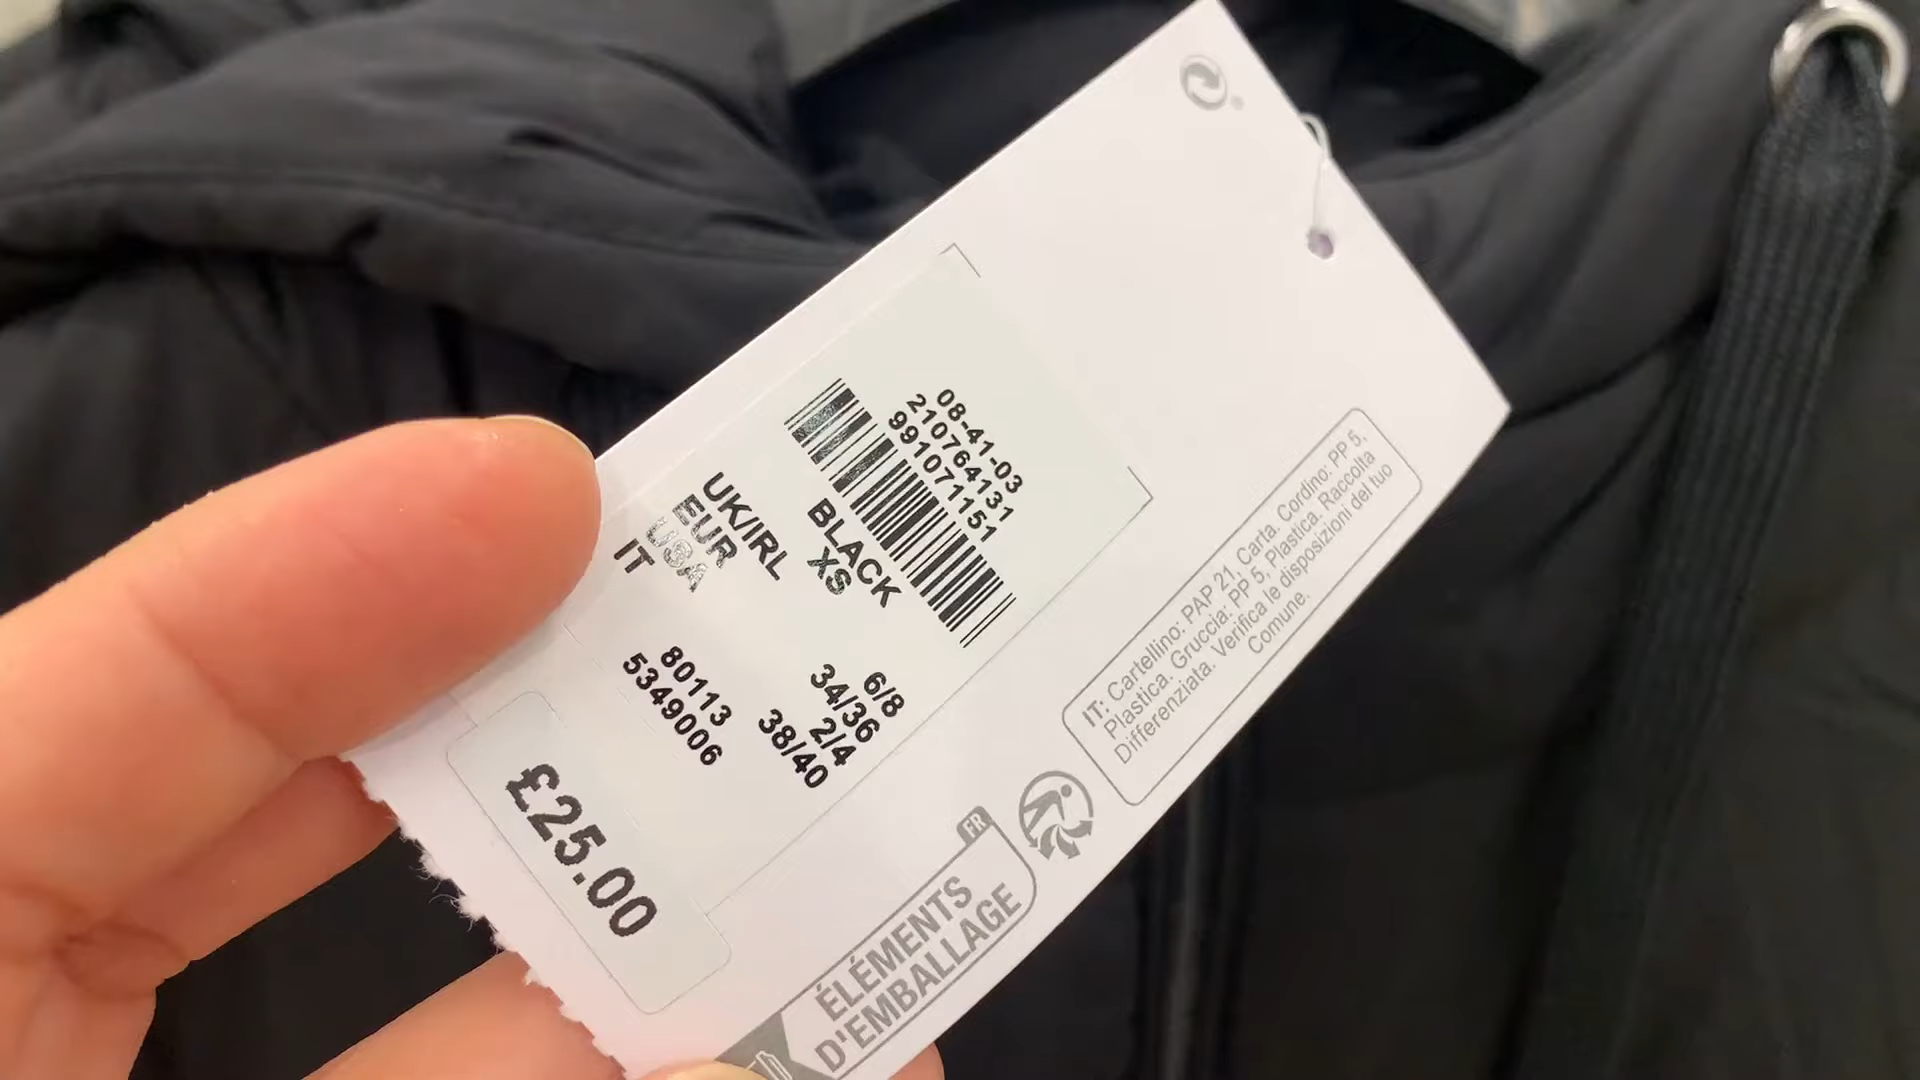 08-41-03
210764131
991071151
BLACK
XS
UK/IRL 6/8
EUR 34/36
USA 2/4
IT 38/40
80113
5349006
£25.00
IT: Cartellino: PAP 21, Carta. Cordino: PP 5,
Plastica. Gruccia: PP 5, Plastica. Raccolta
Differenziata. Verifica le disposizioni del tuo
Comune.
FR
ÉLÉMENTS
D'EMBALLAGE